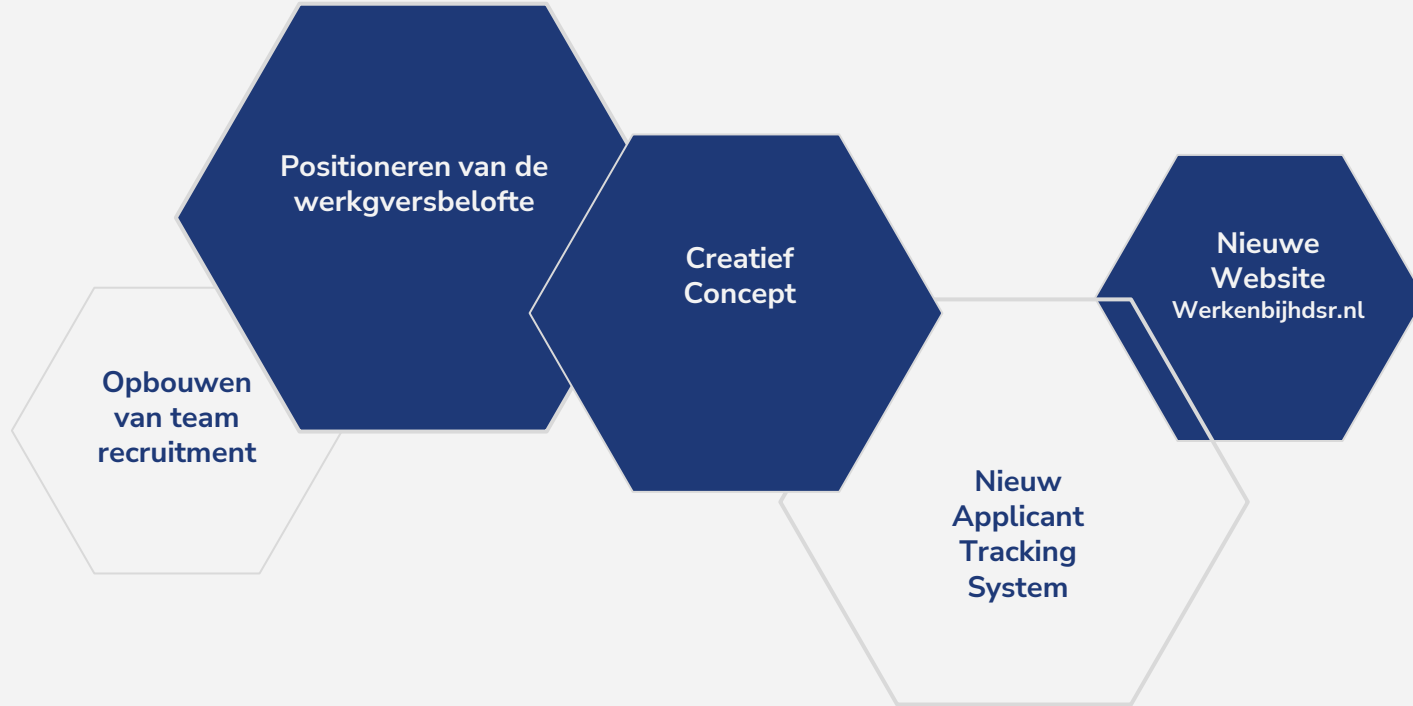 Positioneren van de
werkgversbelofte
Creatief
Concept
Nieuwe
Website
Werkenbijhdsr.nl
Opbouwen
van team
recruitment
Nieuw
Applicant
Tracking
System